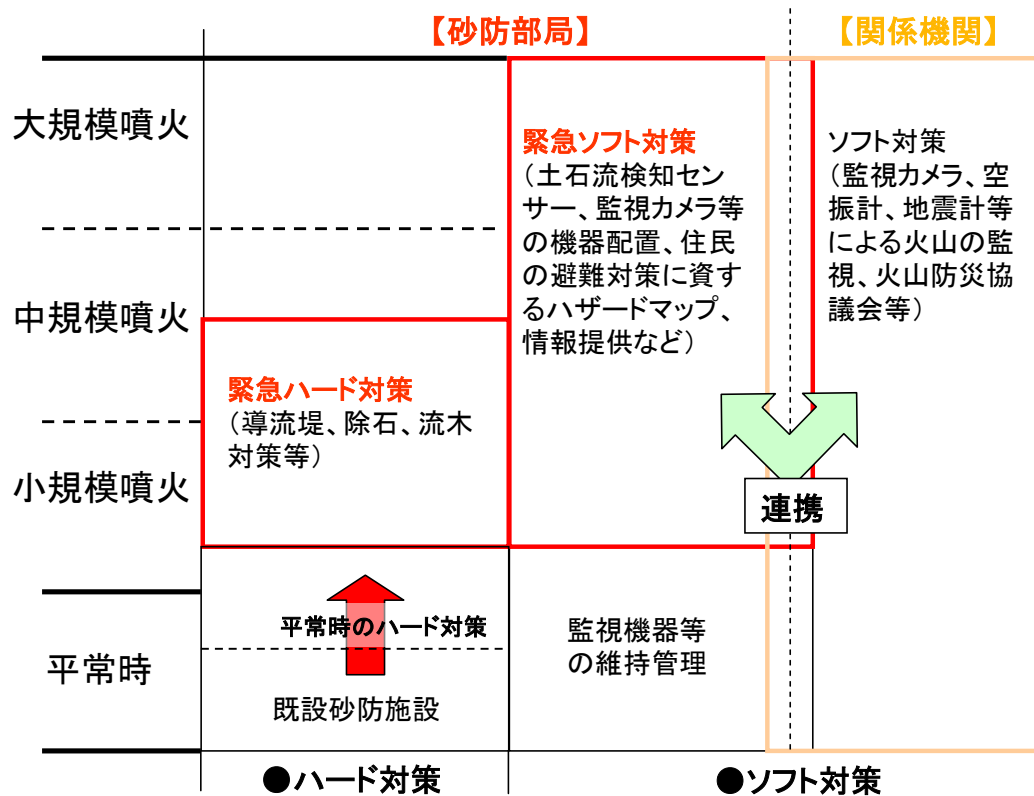 【砂防部局】
【関係機関】
大規模噴火
中規模噴火
小規模噴火
平常時
緊急ソフト対策
（土石流検知セン
サー、監視カメラ等
の機器配置、住民
の避難対策に資す
るハザードマップ、
情報提供など）
ソフト対策
（監視カメラ、空
振計、地震計等
による火山の監
視、火山防災協
議会等）
緊急ハード対策
（導流堤、除石、流木
対策等）
連携
平常時のハード対策
既設砂防施設
監視機器等
の維持管理
●ハード対策
●ソフト対策